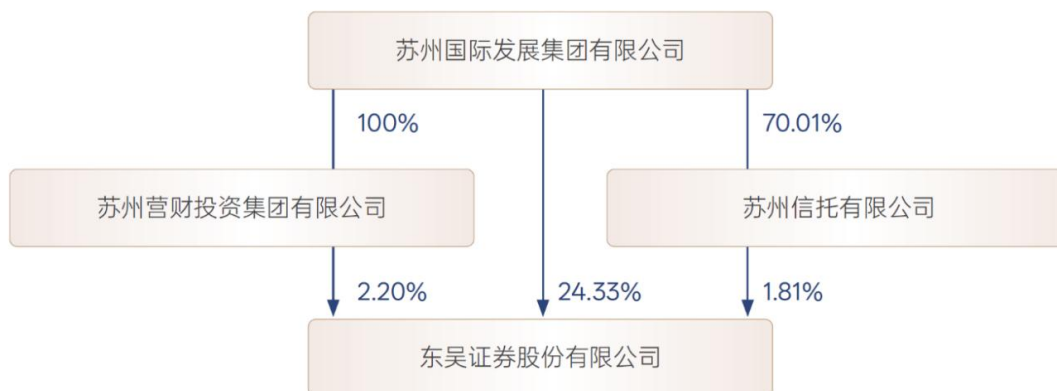 苏州国际发展集团有限公司
100%
70.01%
苏州营财投资集团有限公司
苏州信托有限公司
2.20%
24.33%
1.81%
东吴证券股份有限公司